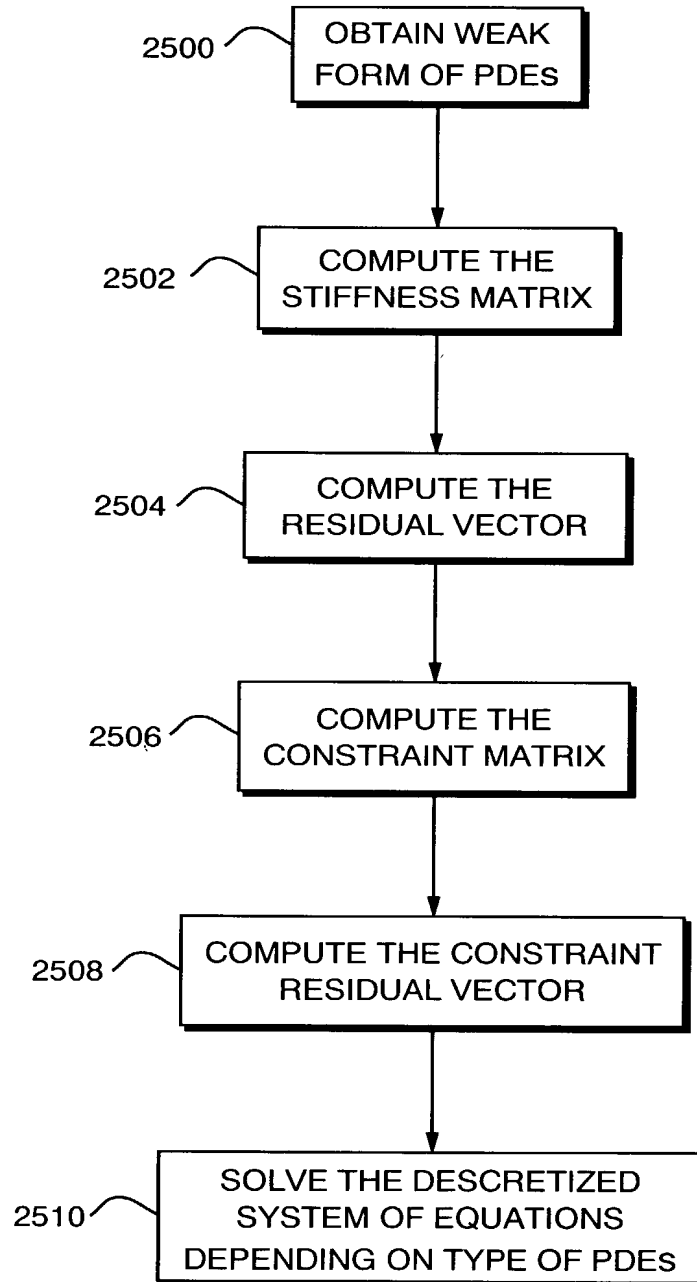 2500
OBTAIN WEAK
FORM OF PDEs
2502
COMPUTE THE
STIFFNESS MATRIX
2504
COMPUTE THE
RESIDUAL VECTOR
2506
COMPUTE THE
CONSTRAINT MATRIX
2508
COMPUTE THE CONSTRAINT
RESIDUAL VECTOR
2510
SOLVE THE DESCRETIZED
SYSTEM OF EQUATIONS
DEPENDING ON TYPE OF PDEs